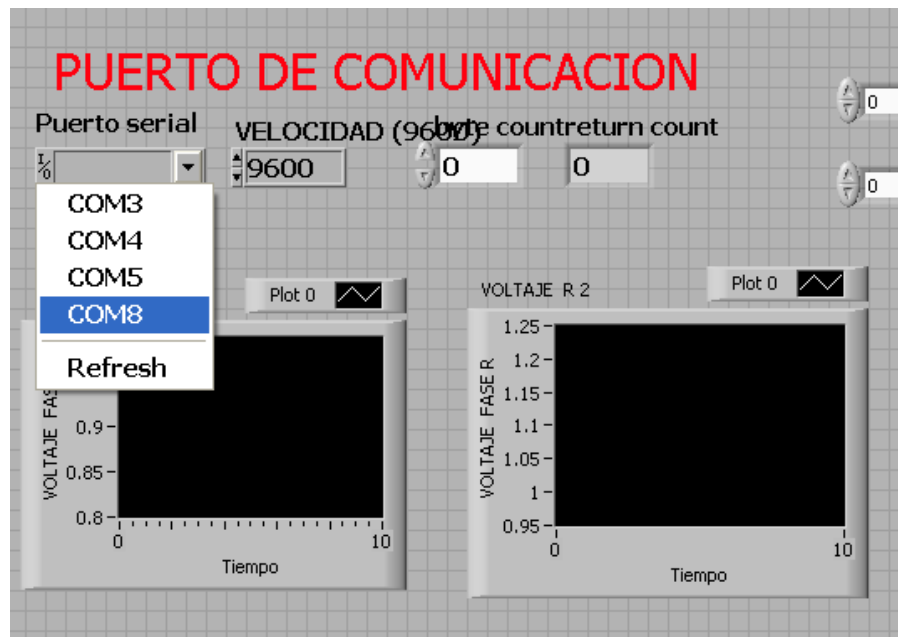 PUERTO DE COMUNICACION
0
Puerto serial
VELOCIDAD (9600)
byte count
return count
9600
0
0
0
COM3
COM4
COM5
COM8
Refresh
Plot 0
0.9
0.85
0.8
0
10
Tiempo
VOLTAJE R 2
Plot 0
VOLTAJE FASE R
1.25
1.2
1.15
1.1
1.05
1
0.95
0
10
Tiempo